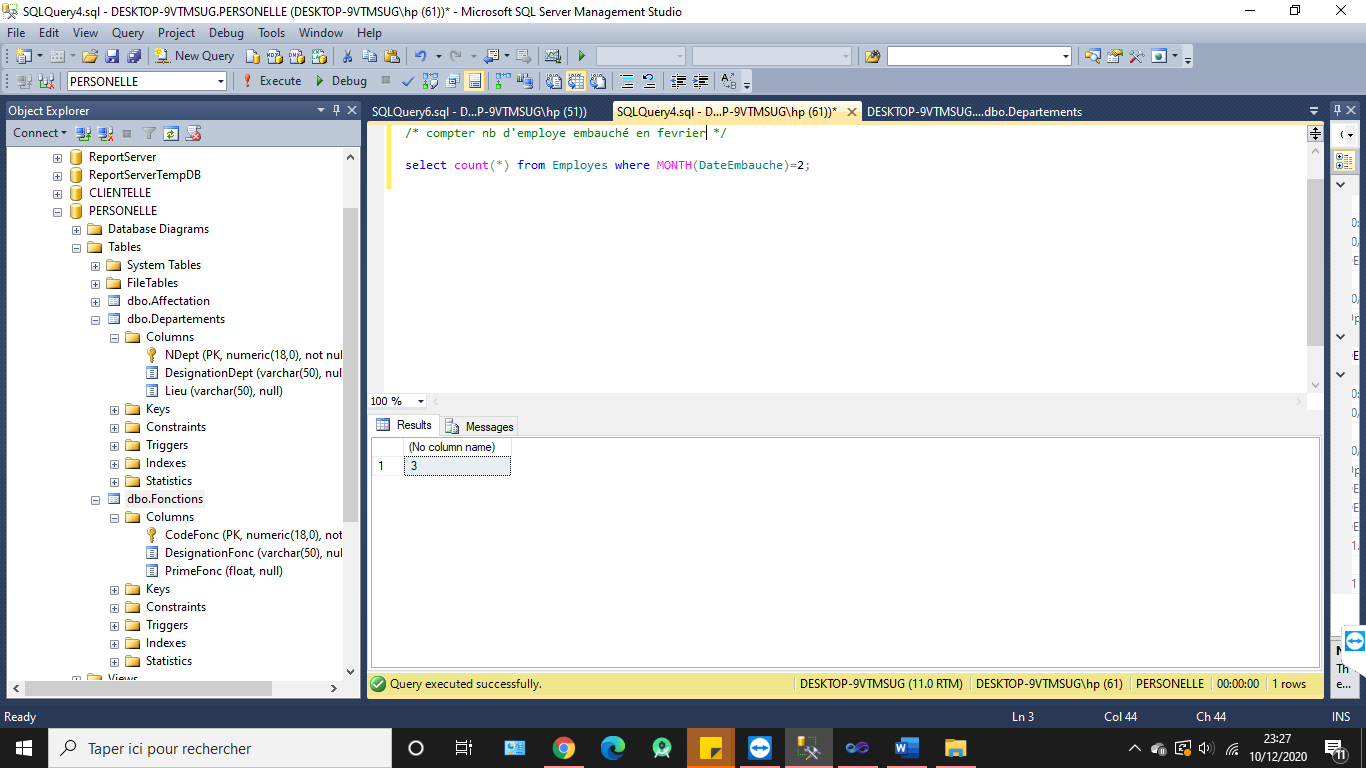 SQLQuery4.sql - DESKTOP-9VTMSUG.PERSONELLE (DESKTOP-9VTMSUG\hp (61))* - Microsoft SQL Server Management Studio
File Edit View Query Project Debug Tools Window Help
New Query
PERSONELLE Execute Debug
Object Explorer
Connect
ReportServer
ReportServerTempDB
CLIENTELLE
PERSONELLE
Database Diagrams
Tables
System Tables
FileTables
dbo.Affectation
dbo.Departements
Columns
NDept (PK, numeric(18,0), not nul
DesignationDept (varchar(50), nul
Lieu (varchar(50), null)
Keys
Constraints
Triggers
Indexes
Statistics
dbo.Fonctions
Columns
CodeFonc (PK, numeric(18,0), not
DesignationFonc (varchar(50), nul
PrimeFonc (float, null)
Keys
Constraints
Triggers
Indexes
Statistics
Views
SQLQuery6.sql - D...P-9VTMSUG\hp (51)) SQLQuery4.sql - D...P-9VTMSUG\hp (61))* DESKTOP-9VTMSUG....dbo.Departements
/* compter nb d'employe embauché en fevrier */
select count(*) from Employes where MONTH(DateEmbauche)=2;
100 %
Results Messages
(No column name)
1 3
Query executed successfully. DESKTOP-9VTMSUG (11.0 RTM) DESKTOP-9VTMSUG\hp (61) PERSONELLE 00:00:00 1 rows
Th
e...
Ready Ln 3 Col 44 Ch 44 INS
Taper ici pour rechercher
23:27
10/12/2020
11